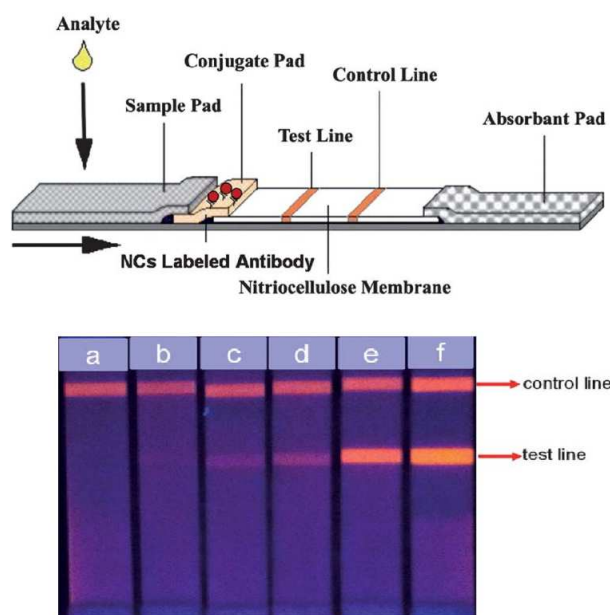 Analyte
Conjugate Pad
Control Line
Sample Pad
Test Line
Absorbant Pad
NCs Labeled Antibody
Nitriocellulose Membrane
a b c d e f
control line
test line